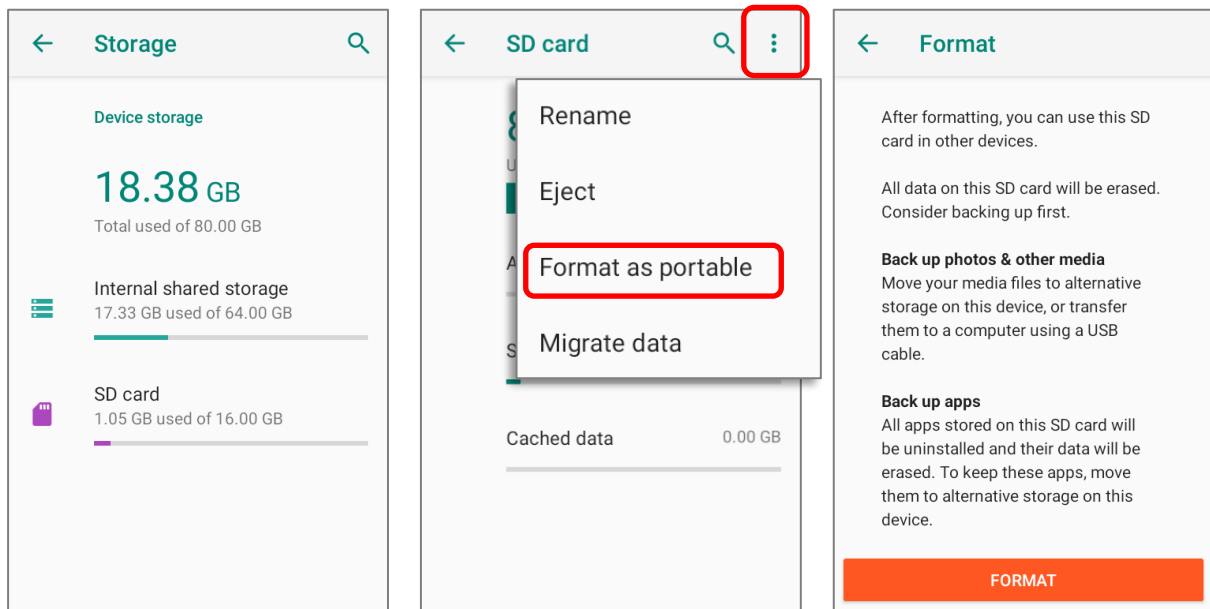 Storage
Device storage
18.38 GB
Total used of 80.00 GB
Internal shared storage
17.33 GB used of 64.00 GB
SD card
1.05 GB used of 16.00 GB
SD card
Rename
Eject
Format as portable
Migrate data
Cached data
0.00 GB
Format
After formatting, you can use this SD
card in other devices.
All data on this SD card will be erased.
Consider backing up first.
Back up photos & other media
Move your media files to alternative
storage on this device, or transfer
them to a computer using a USB
cable.
Back up apps
All apps stored on this SD card will
be uninstalled and their data will be
erased. To keep these apps, move
them to alternative storage on this
device.
FORMAT